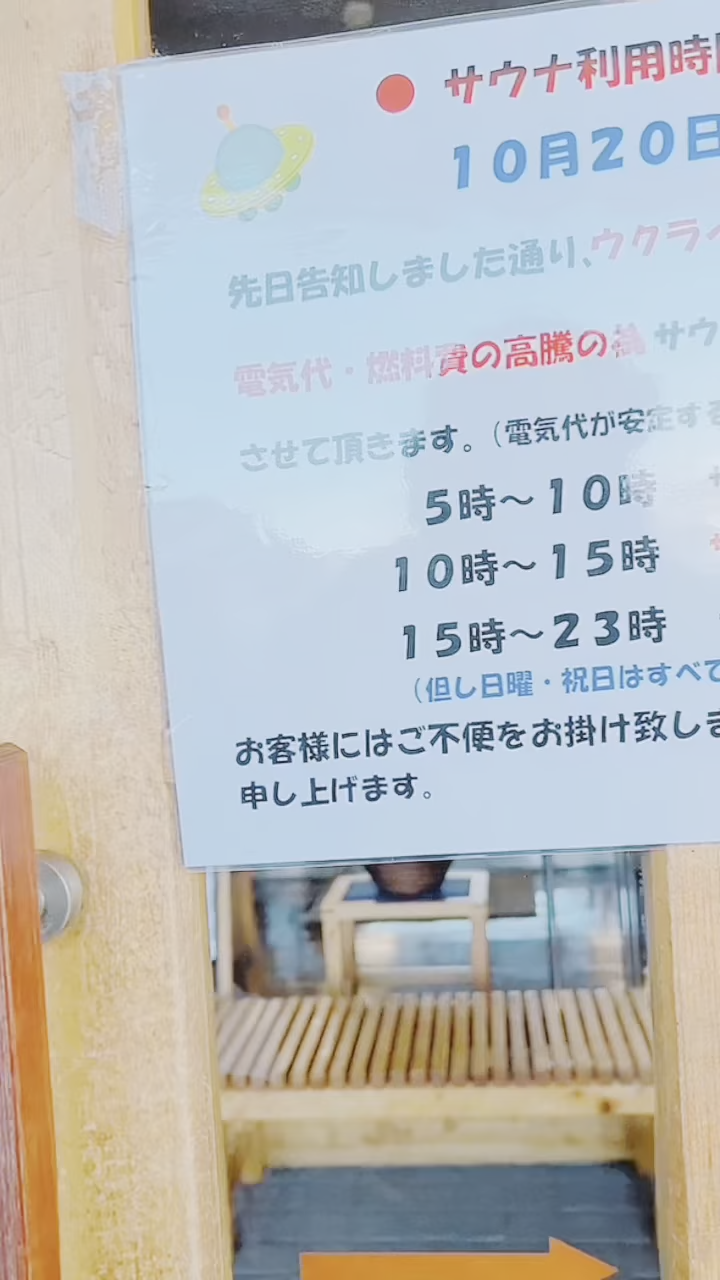 ● サウナ利用時間
10月20日
先日告知しました通り、ウクライ
電気代・燃料費の高騰の為 サウ
させて頂きます。(電気代が安定する
5時～10時
10時～15時
15時～23時
(但し日曜・祝日はすべて
お客様にはご不便をお掛け致しま
申し上げます。